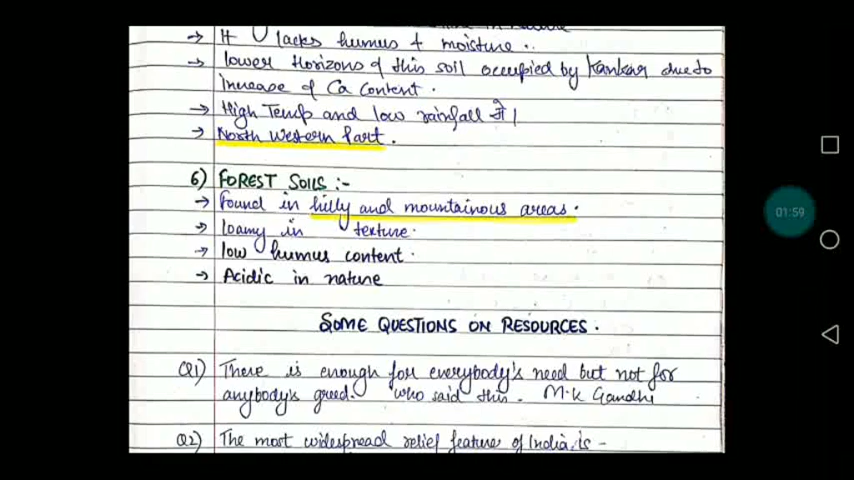 → It lacks humus + moisture ..
→ lower Horizons of this soil occupied by Kankar due to
increase of Ca Content.
→ High Temp and low rainfall में।
→ North Western Part.
6) FOREST SOILS :-
→ found in hilly and mountainous areas.
→ loamy in texture.
→ low humus content.
→ Acidic in nature
SOME QUESTIONS ON RESOURCES.
Q1) There is enough for everybody's need but not for
anybody's greed. who said this. M.K Gandhi
Q2) The most widespread relief feature of India, is -
01:59